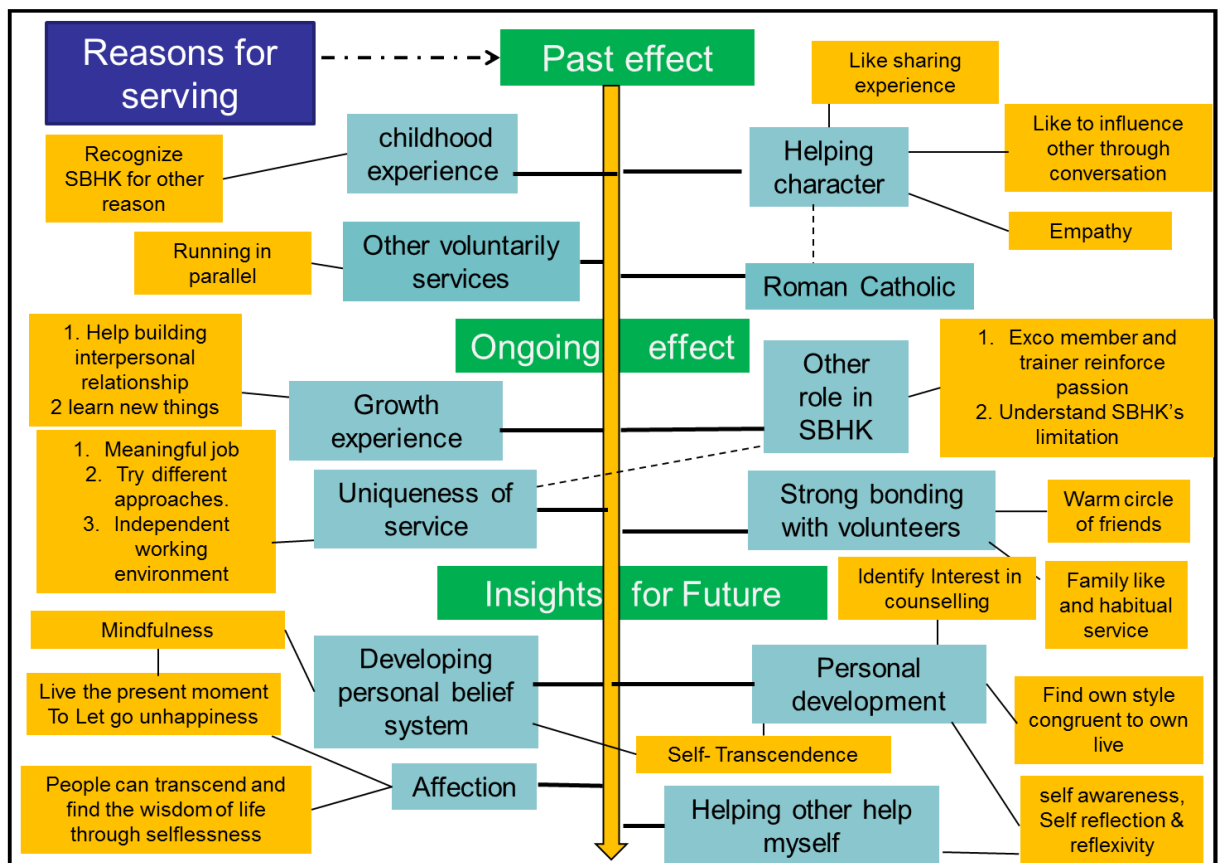 Reasons for
serving
Past effect
Like sharing
experience
childhood
experience
Recognize
SBHK for other
reason
Helping
character
Like to influence
other through
conversation
Empathy
Other voluntarily
services
Running in
parallel
Roman Catholic
Ongoing effect
1. Help building
interpersonal
relationship
2 learn new things
Growth
experience
Other
role in
SBHK
1. Exco member and
trainer reinforce
passion
2. Understand SBHK's
limitation
1. Meaningful job
2. Try different
approaches.
3. Independent
working
environment
Uniqueness of
service
Strong bonding
with volunteers
Warm circle
of friends
Family like
and habitual
service
Insights for Future
Identify Interest in
counselling
Mindfulness
Live the present moment
To Let go unhappiness
Developing
personal belief
system
Personal
development
Find own style
congruent to own
live
Self- Transcendence
People can transcend and
find the wisdom of life
through selflessness
Affection
Helping other help
myself
self awareness,
Self reflection &
reflexivity